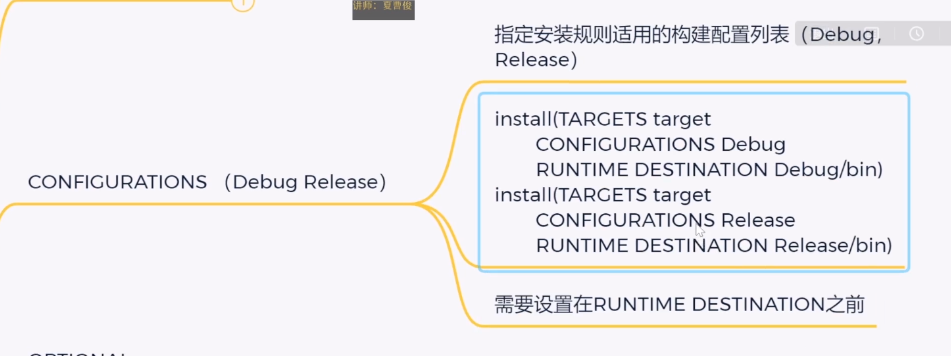 讲师：夏曹俊
指定安装规则适用的构建配置列表（Debug,
Release）
install(TARGETS target
CONFIGURATIONS Debug
RUNTIME DESTINATION Debug/bin)
install(TARGETS target
CONFIGURATIONS Release
RUNTIME DESTINATION Release/bin)
CONFIGURATIONS （Debug Release）
需要设置在RUNTIME DESTINATION之前
OPTIONAL